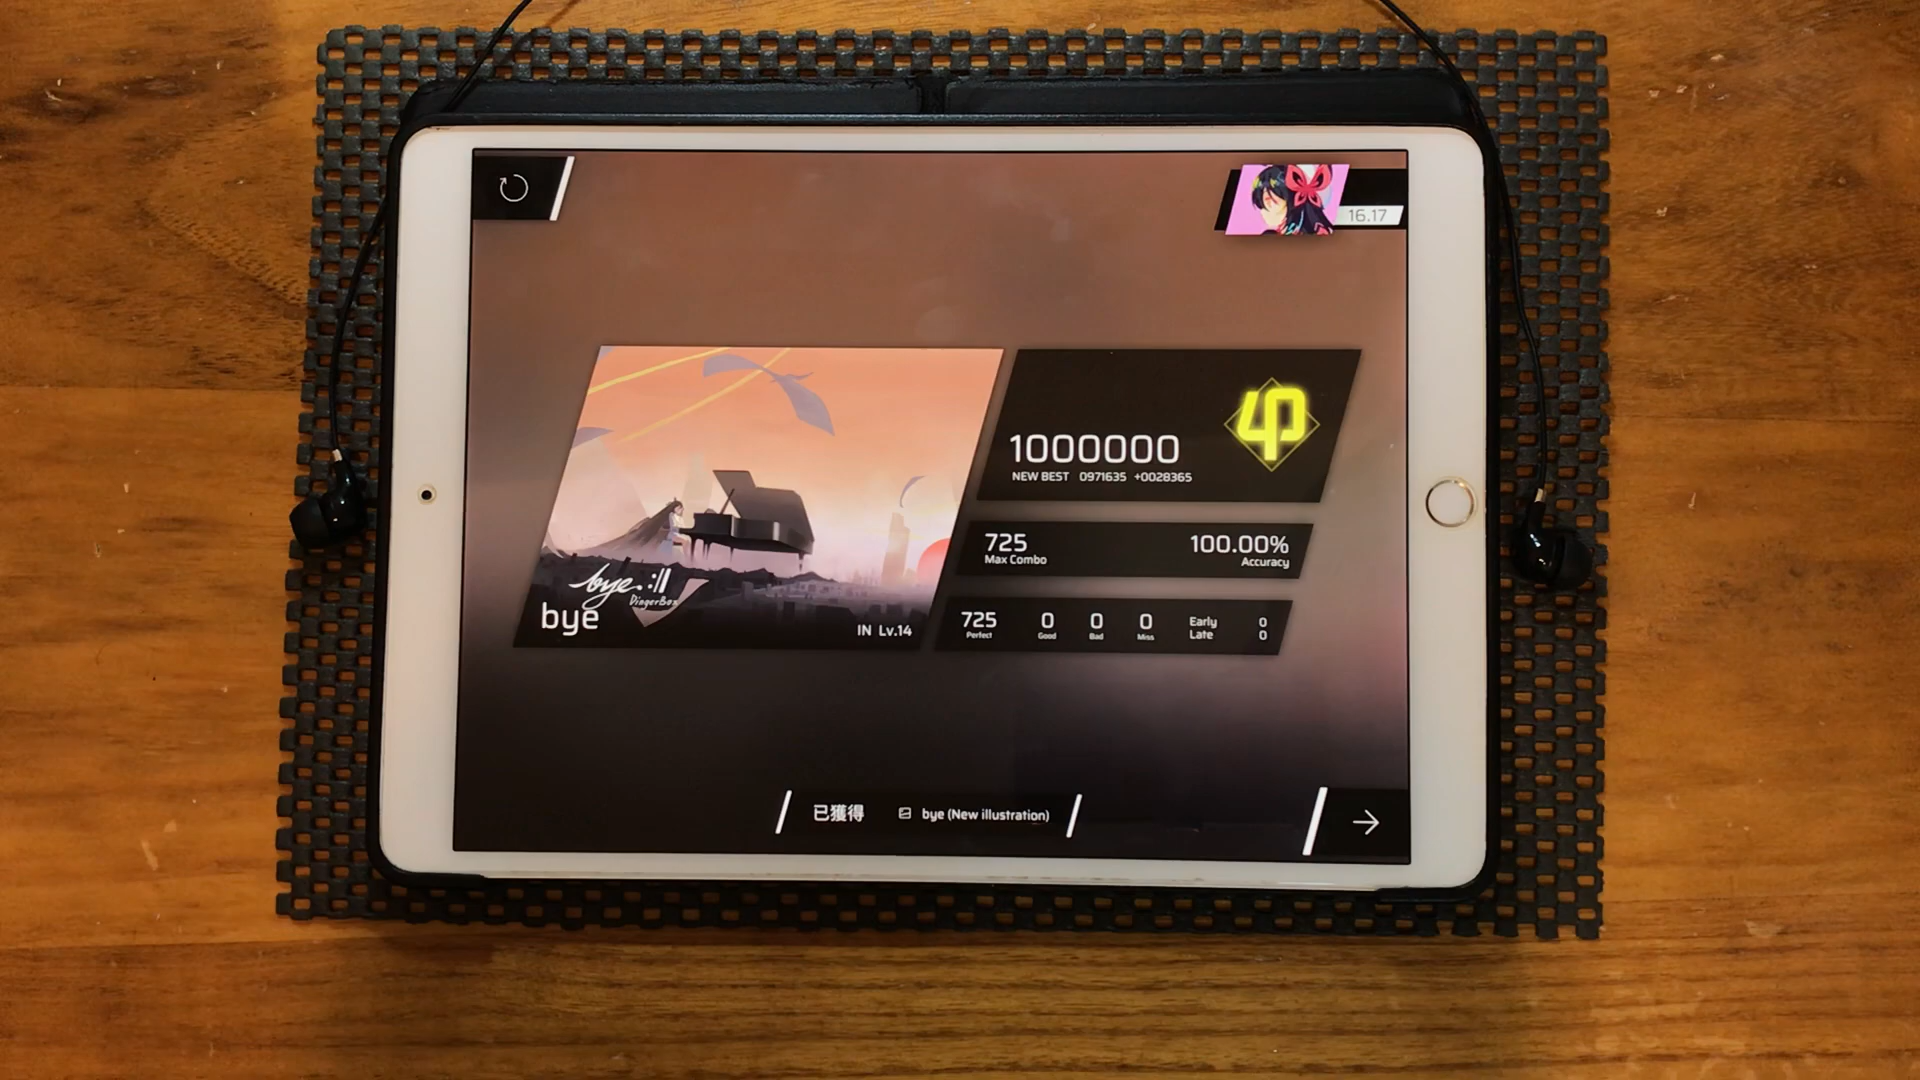 16.17
1000000
NEW BEST 0971635 +0028365
725
Max Combo
100.00%
Accuracy
725
Perfect
0
Good
0
Bad
0
Miss
Early 0
Late 0
bye:||
DingerBox
bye
IN Lv.14
已獲得 bye (New illustration)